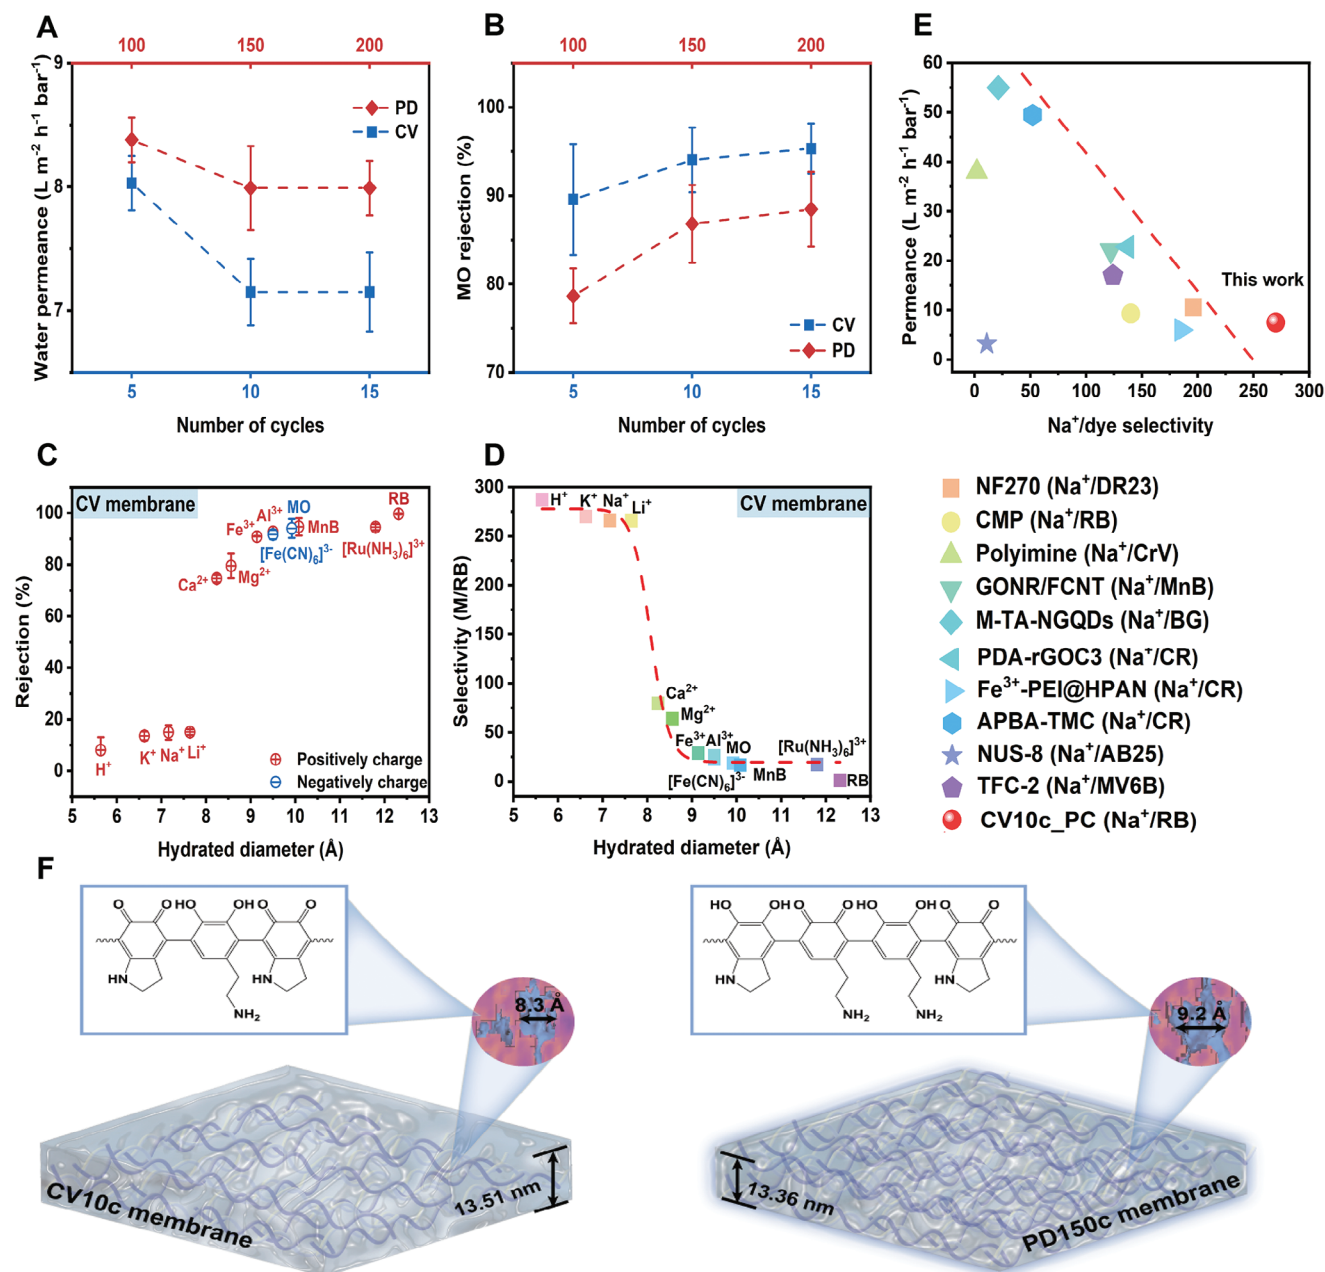 A
100
150
200
9
8
7
Water permeance (L m⁻² h⁻¹ bar⁻¹)
PD
CV
5
10
15
Number of cycles
B
100
150
200
100
90
80
70
MO rejection (%)
CV
PD
5
10
15
Number of cycles
E
60
50
40
30
20
10
0
Permeance (L m⁻² h⁻¹ bar⁻¹)
This work
0
50
100
150
200
250
300
Na⁺/dye selectivity
C
CV membrane
100
80
60
40
20
0
Rejection (%)
H⁺
K⁺
Na⁺
Li⁺
Ca²⁺
Mg²⁺
Fe³⁺
Al³⁺
MO
MnB
[Fe(CN)₆]³⁻
[Ru(NH₃)₆]³⁺
RB
Positively charge
Negatively charge
5
6
7
8
9
10
11
12
13
Hydrated diameter (Å)
D
CV membrane
300
250
200
150
100
50
0
Selectivity (M/RB)
H⁺
K⁺
Na⁺
Li⁺
Ca²⁺
Mg²⁺
Fe³⁺
Al³⁺
MO
[Fe(CN)₆]³⁻
MnB
[Ru(NH₃)₆]³⁺
RB
5
6
7
8
9
10
11
12
13
Hydrated diameter (Å)
NF270 (Na⁺/DR23)
CMP (Na⁺/RB)
Polyimine (Na⁺/CrV)
GONR/FCNT (Na⁺/MnB)
M-TA-NGQDs (Na⁺/BG)
PDA-rGOC3 (Na⁺/CR)
Fe³⁺-PEI@HPAN (Na⁺/CR)
APBA-TMC (Na⁺/CR)
NUS-8 (Na⁺/AB25)
TFC-2 (Na⁺/MV6B)
CV10c_PC (Na⁺/RB)
F
O
O
HO
OH
O
O
HN
HN
NH₂
8.3 Å
13.51 nm
CV10c membrane
HO
OH
O
O
HO
OH
O
O
HN
HN
NH₂
NH₂
9.2 Å
13.36 nm
PD150c membrane